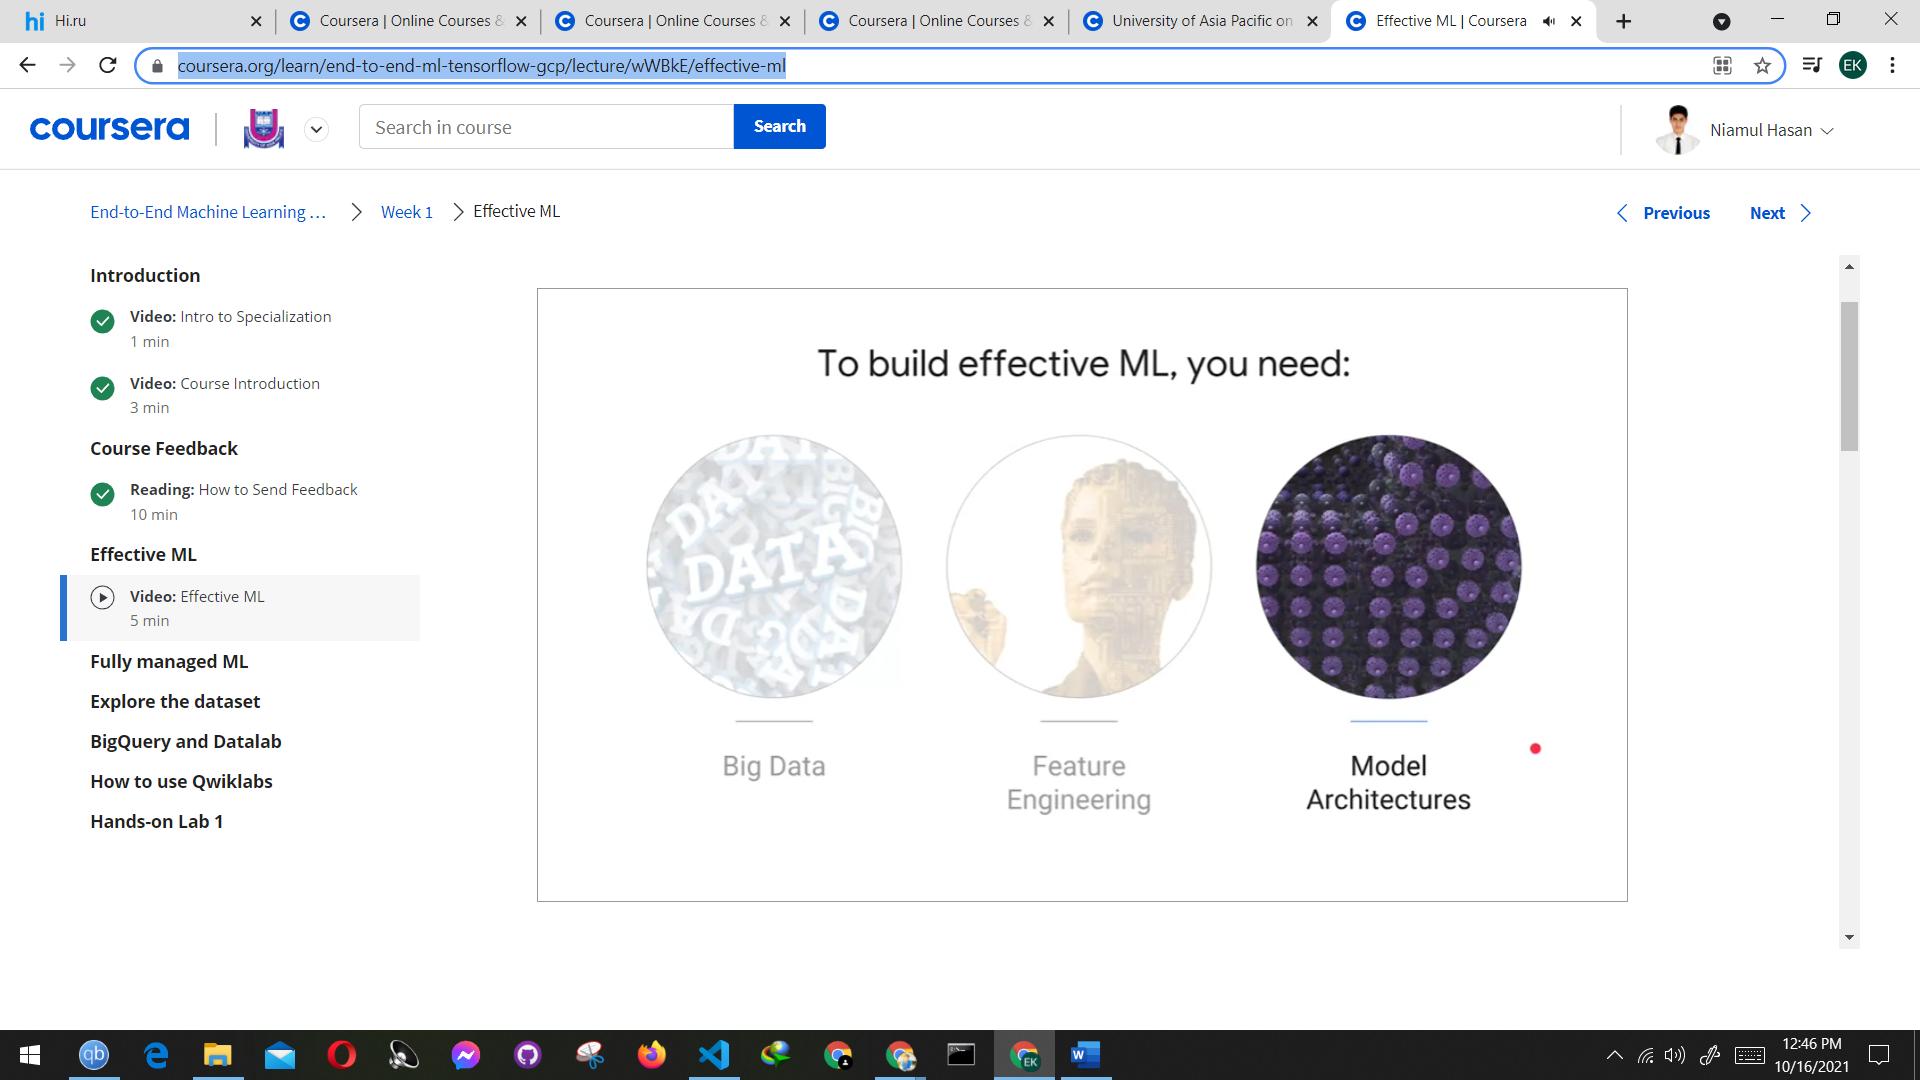 Hi.ru
Coursera | Online Courses &
Coursera | Online Courses &
Coursera | Online Courses &
University of Asia Pacific on
Effective ML | Coursera
coursera.org/learn/end-to-end-ml-tensorflow-gcp/lecture/wWBkE/effective-ml
EK
coursera
Search in course
Search
Niamul Hasan
End-to-End Machine Learning ...
Week 1
Effective ML
Previous
Next
Introduction
Video: Intro to Specialization
1 min
Video: Course Introduction
3 min
Course Feedback
Reading: How to Send Feedback
10 min
Effective ML
Video: Effective ML
5 min
Fully managed ML
Explore the dataset
BigQuery and Datalab
How to use Qwiklabs
Hands-on Lab 1
To build effective ML, you need:
DATA
Big Data
Feature
Engineering
Model
Architectures
12:46 PM
10/16/2021